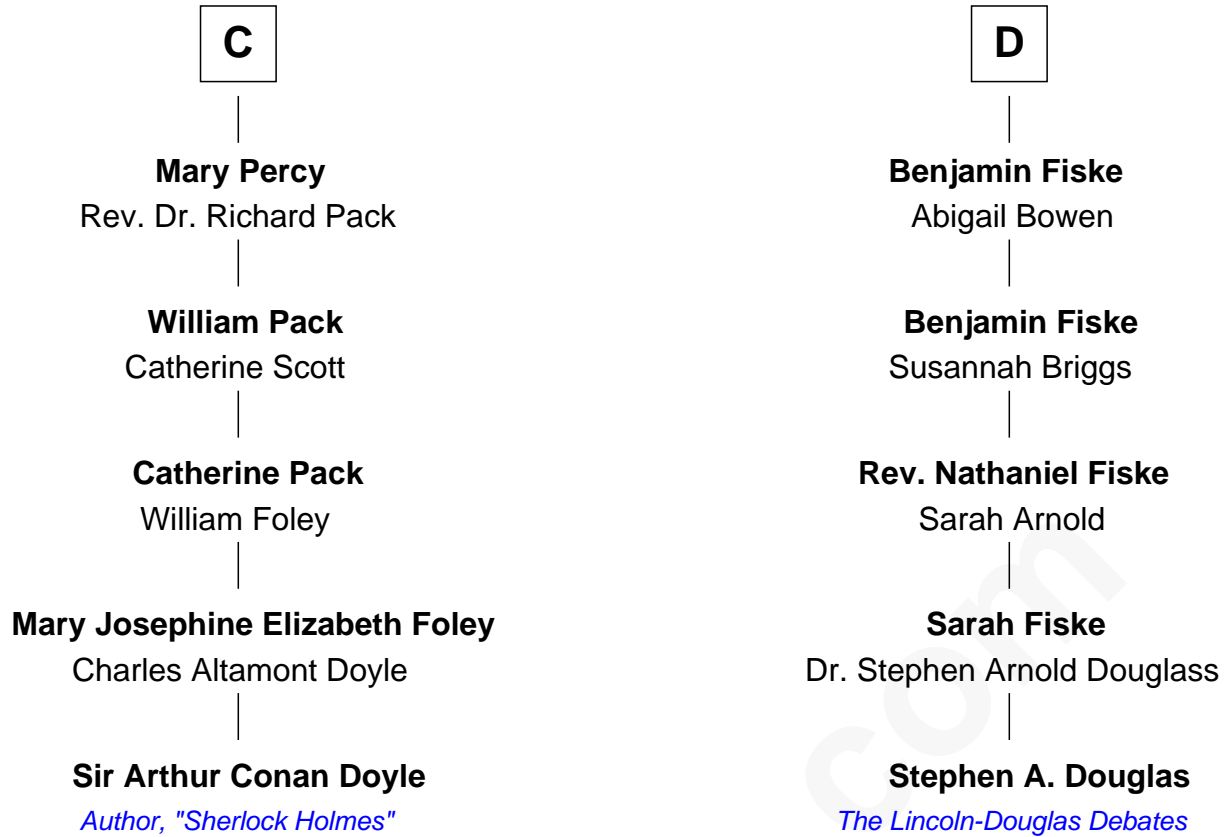 C
Mary Percy
Rev. Dr. Richard Pack
William Pack
Catherine Scott
Catherine Pack
William Foley
Mary Josephine Elizabeth Foley
Charles Altamont Doyle
Sir Arthur Conan Doyle
Author, "Sherlock Holmes"
D
Benjamin Fiske
Abigail Bowen
Benjamin Fiske
Susannah Briggs
Rev. Nathaniel Fiske
Sarah Arnold
Sarah Fiske
Dr. Stephen Arnold Douglass
Stephen A. Douglas
The Lincoln-Douglas Debates
com